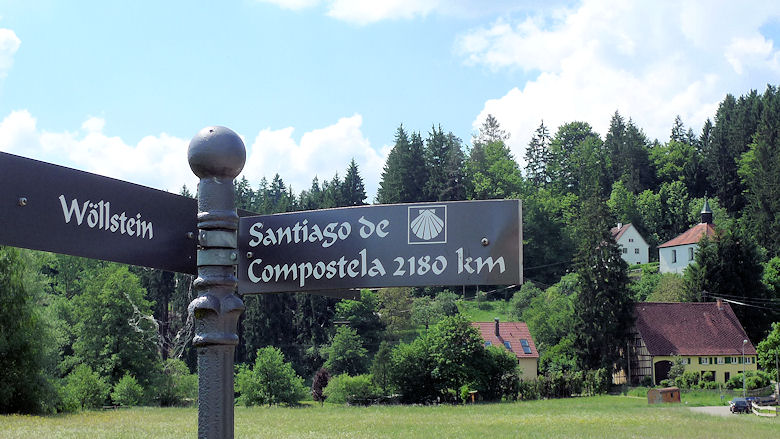 Wöllstein
Santiago de
Compostela 2180 km